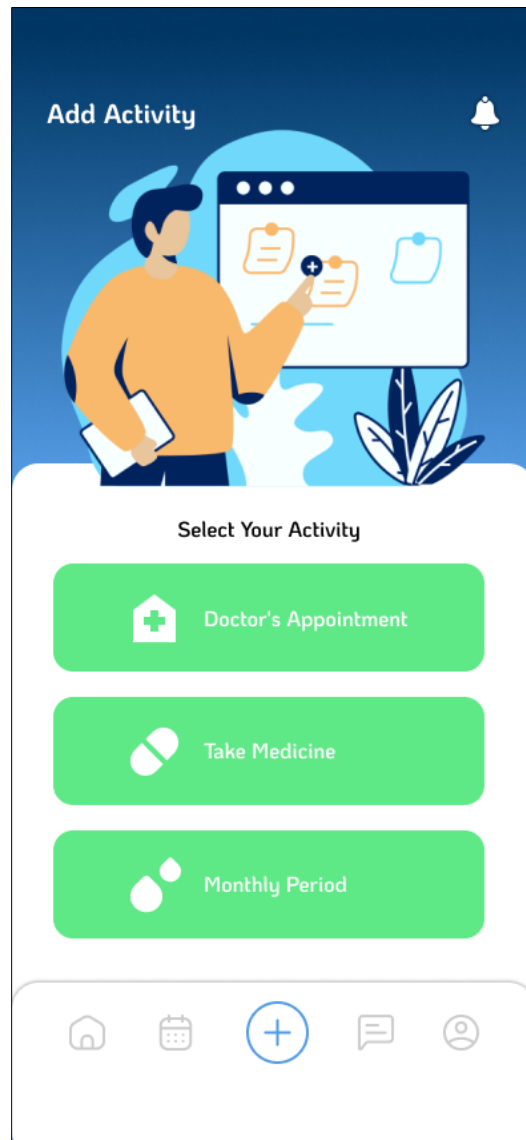 Add Activity
Select Your Activity
Doctor's Appointment
Take Medicine
Monthly Period